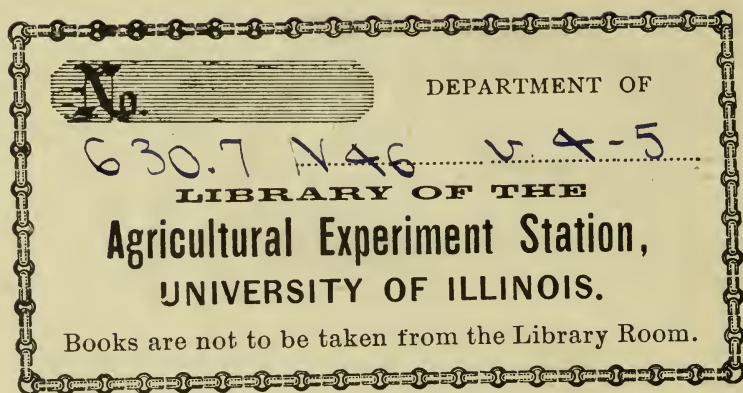 No.
DEPARTMENT OF
630.7 N46 v.4-5
LIBRARY OF THE
Agricultural Experiment Station,
UNIVERSITY OF ILLINOIS.
Books are not to be taken from the Library Room.